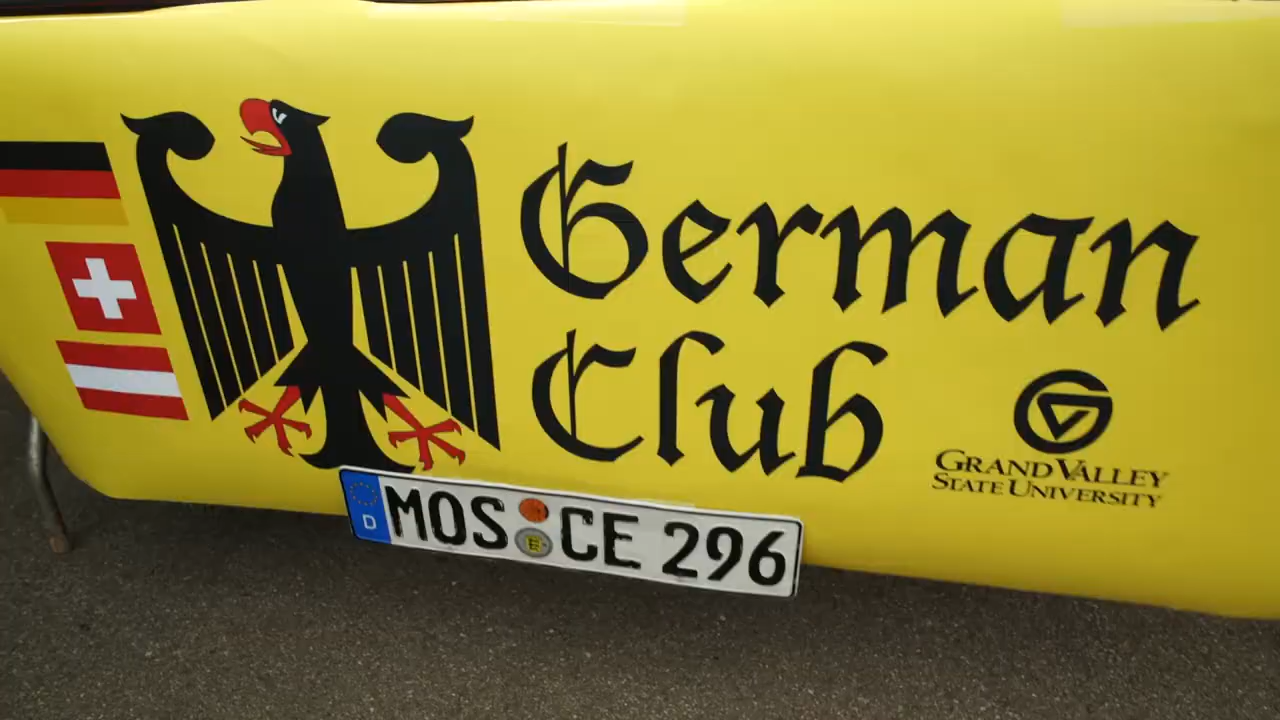 German
Club
GRAND VALLEY
STATE UNIVERSITY
D
MOS CE 296